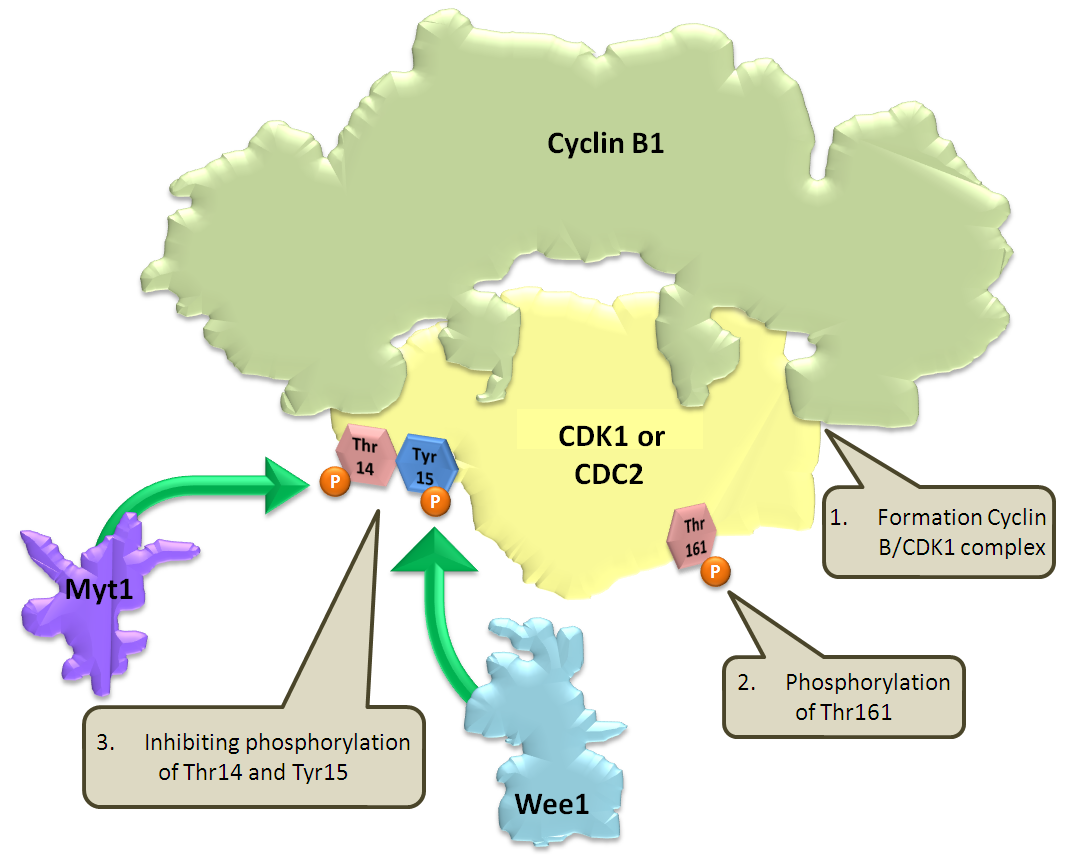 Cyclin B1
CDK1 or
CDC2
Thr
14
P
Tyr
15
P
Thr
161
P
Myt1
Wee1
1. Formation Cyclin
B/CDK1 complex
2. Phosphorylation
of Thr161
3. Inhibiting phosphorylation
of Thr14 and Tyr15